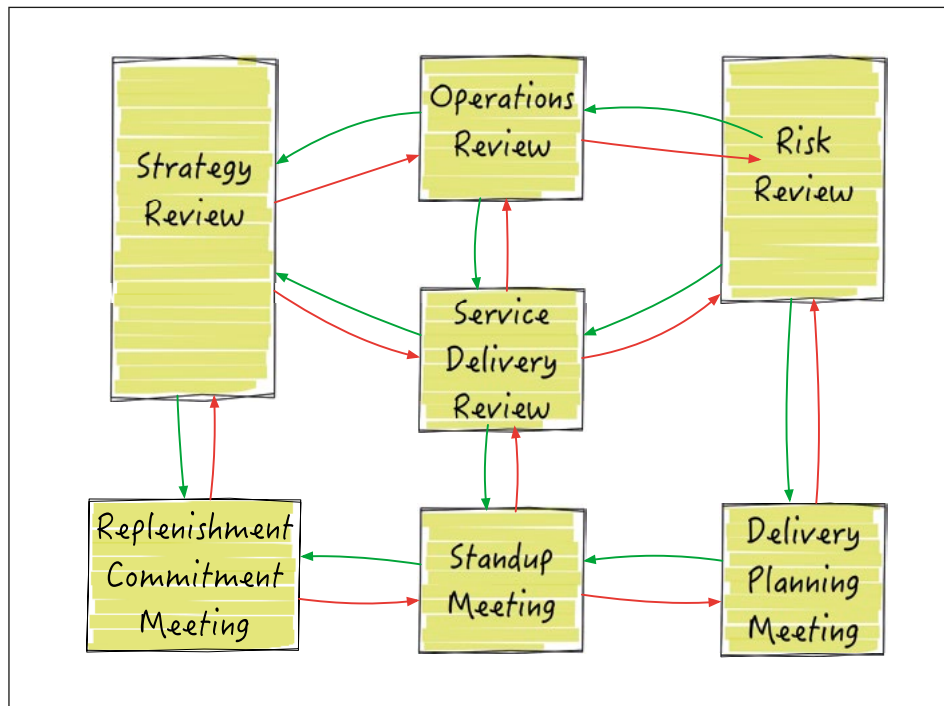 Strategy
Review
Operations
Review
Risk
Review
Service
Delivery
Review
Replenishment
Commitment
Meeting
Standup
Meeting
Delivery
Planning
Meeting